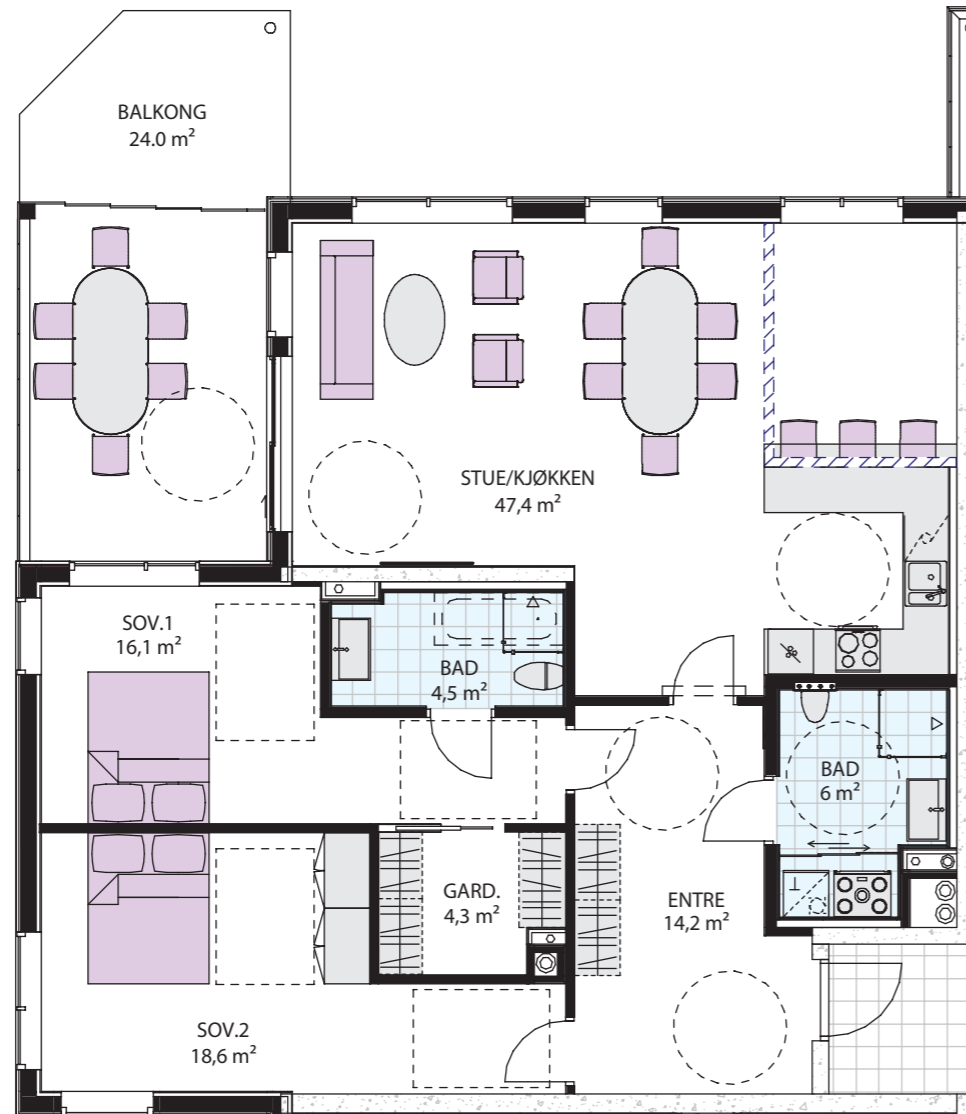 BALKONG
24.0 m²
STUE/KJØKKEN
47,4 m²
SOV.1
16,1 m²
BAD
4,5 m²
BAD
6 m²
GARD.
4,3 m²
ENTRE
14,2 m²
SOV.2
18,6 m²